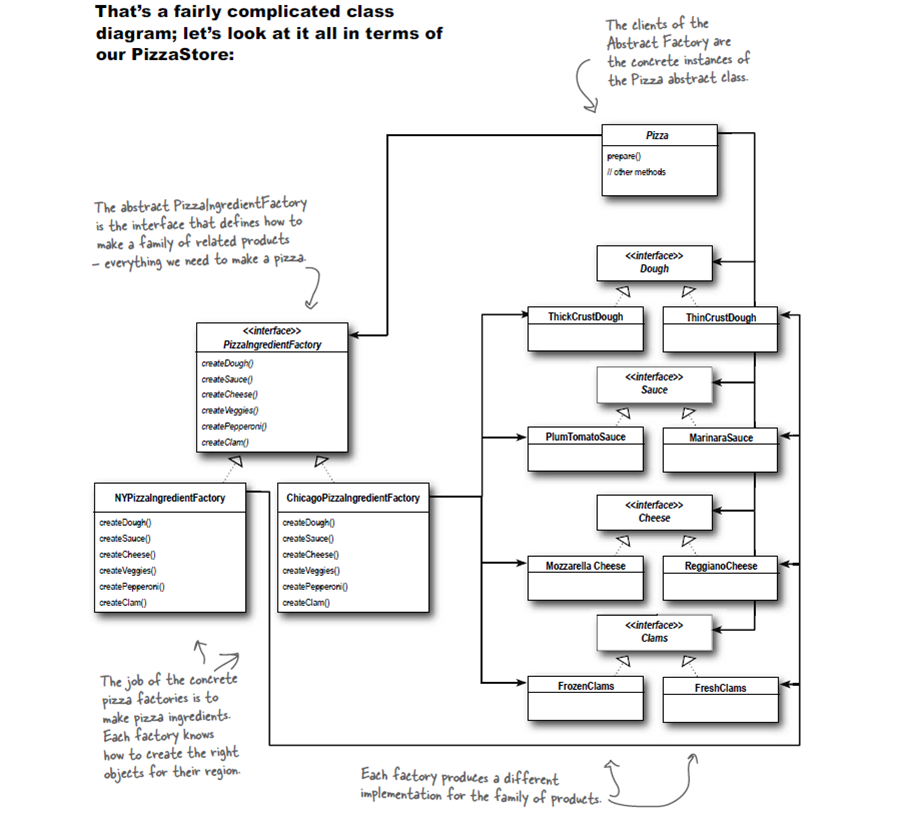 That's a fairly complicated class
diagram; let's look at it all in terms of
our PizzaStore:
The clients of the
Abstract Factory are
the concrete instances of
the Pizza abstract class.
Pizza
prepare()
// other methods
The abstract PizzaIngredientFactory
is the interface that defines how to
make a family of related products
– everything we need to make a pizza.
<<interface>>
Dough
ThickCrustDough
ThinCrustDough
<<interface>>
PizzaIngredientFactory
createDough()
createSauce()
createCheese()
createVeggies()
createPepperoni()
createClam()
<<interface>>
Sauce
PlumTomatoSauce
MarinaraSauce
NYPizzaIngredientFactory
createDough()
createSauce()
createCheese()
createVeggies()
createPepperoni()
createClam()
ChicagoPizzaIngredientFactory
createDough()
createSauce()
createCheese()
createVeggies()
createPepperoni()
createClam()
<<interface>>
Cheese
Mozzarella Cheese
ReggianoCheese
<<interface>>
Clams
FrozenClams
FreshClams
The job of the concrete
pizza factories is to
make pizza ingredients.
Each factory knows
how to create the right
objects for their region.
Each factory produces a different
implementation for the family of products.